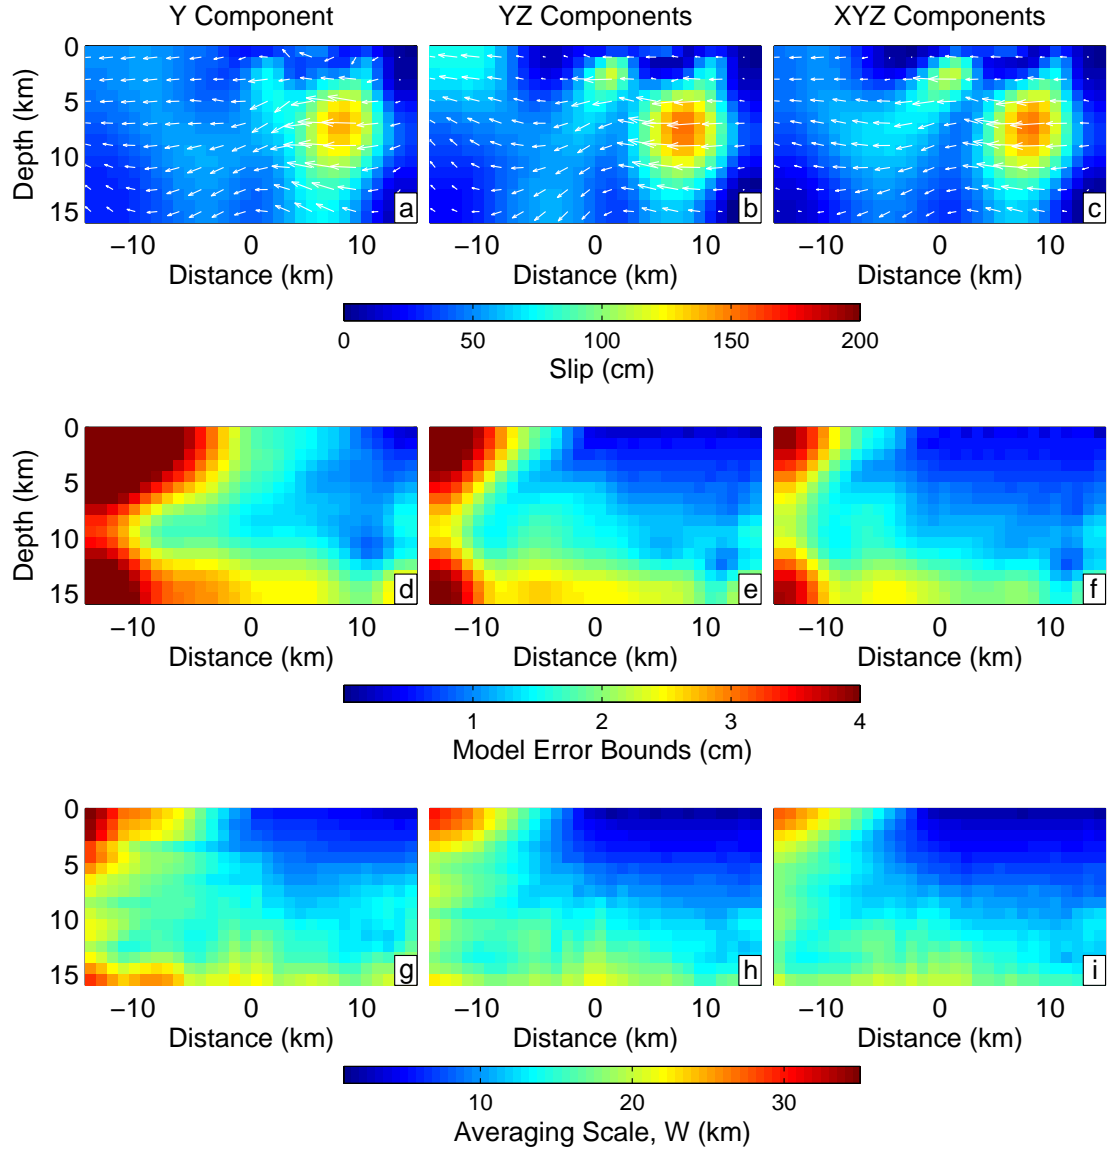 Y Component YZ Components XYZ Components
0
5
10
15
Depth (km)
a b c
−10 0 10 −10 0 10 −10 0 10
Distance (km) Distance (km) Distance (km)
0 50 100 150 200
Slip (cm)
0
5
10
15
Depth (km)
d e f
−10 0 10 −10 0 10 −10 0 10
Distance (km) Distance (km) Distance (km)
1 2 3 4
Model Error Bounds (cm)
0
5
10
15
g h i
−10 0 10 −10 0 10 −10 0 10
Distance (km) Distance (km) Distance (km)
10 20 30
Averaging Scale, W (km)